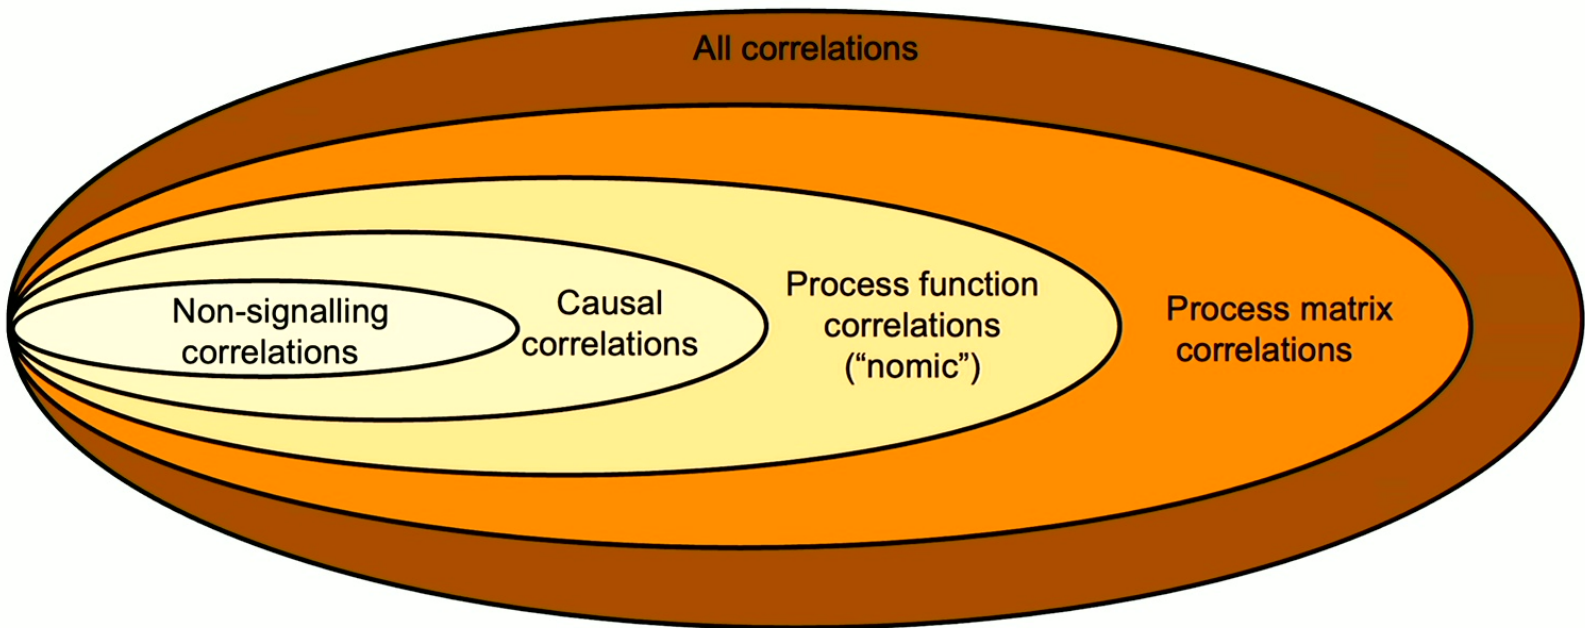 All correlations
Non-signalling
correlations
Causal
correlations
Process function
correlations
(“nomic”)
Process matrix
correlations